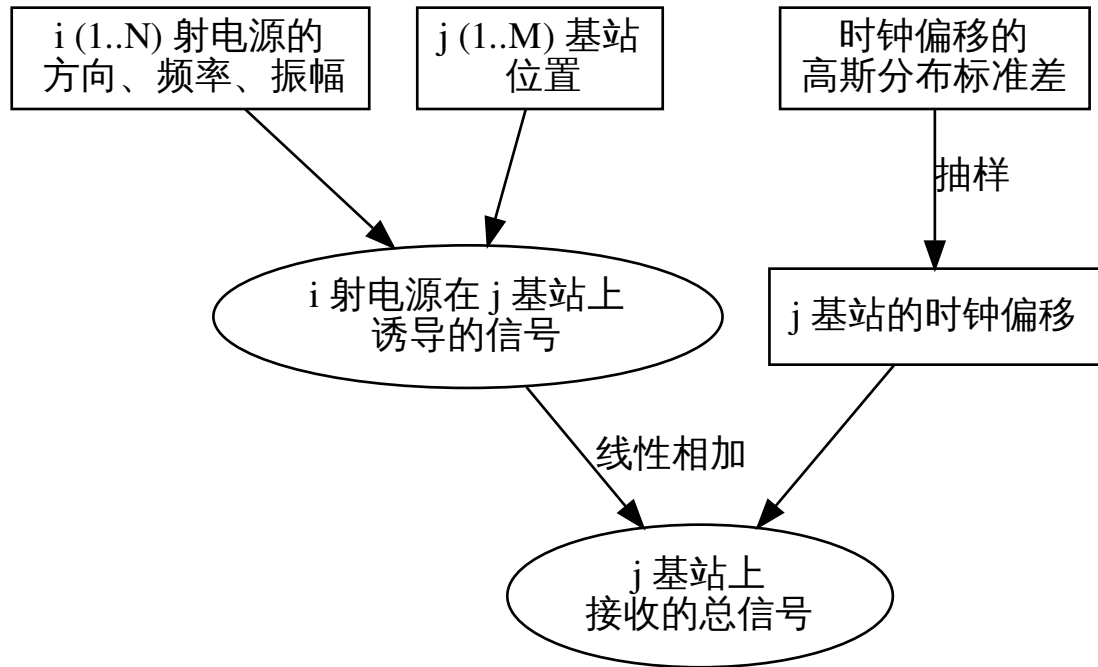 i (1..N) 射电源的
方向、频率、振幅
j (1..M) 基站
位置
时钟偏移的
高斯分布标准差
抽样
i 射电源在 j 基站上
诱导的信号
j 基站的时钟偏移
线性相加
j 基站上
接收的总信号